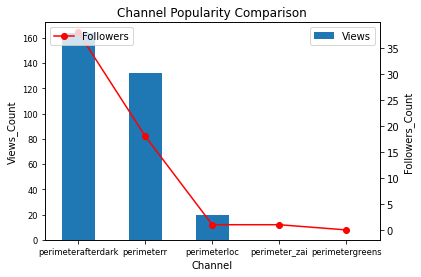 Channel Popularity Comparison
Followers
Views
160
140
120
100
80
60
40
20
0
Views_Count
35
30
25
20
15
10
5
0
Followers_Count
perimeterafterdark perimeterr perimeterloc perimeter_zai perimetergreens
Channel